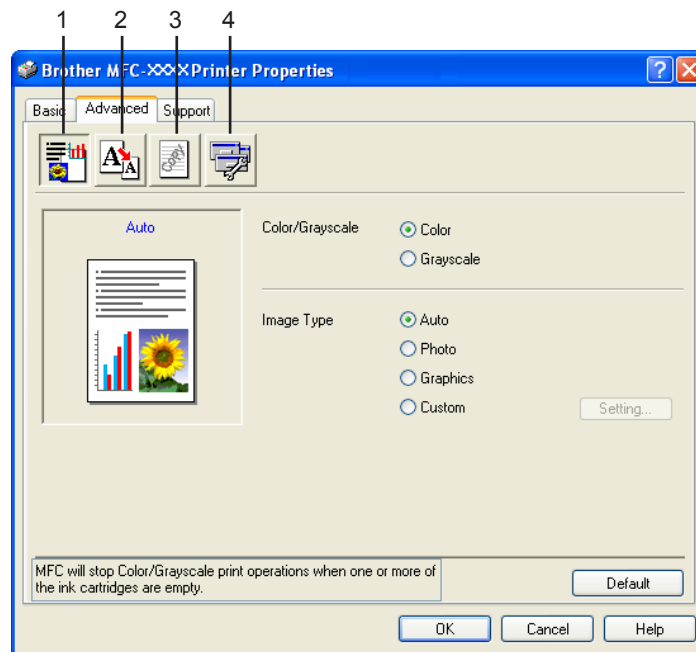 1 2 3 4
Brother MFC-XXXX Printer Properties
Basic Advanced Support
A A COPY
Auto
Color/Grayscale
Color
Grayscale
Image Type
Auto
Photo
Graphics
Custom
Setting...
MFC will stop Color/Grayscale print operations when one or more of
the ink cartridges are empty.
Default
OK Cancel Help